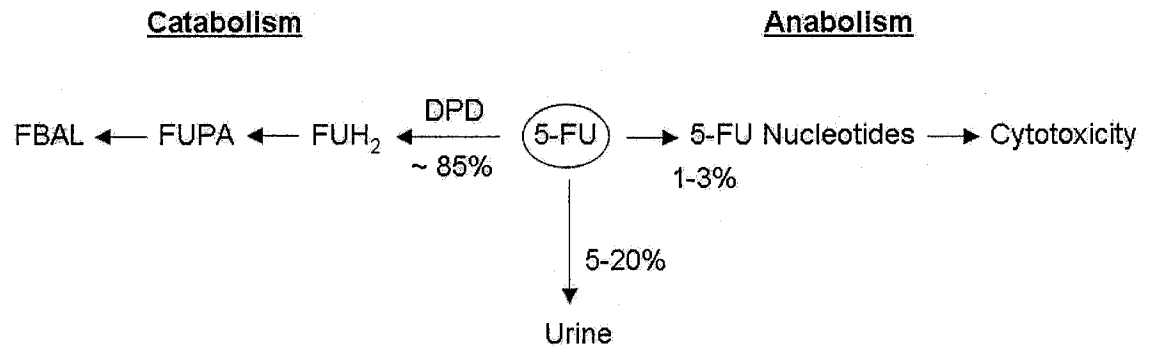 Catabolism Anabolism
DPD
FBAL FUPA FUH₂ 5-FU 5-FU Nucleotides Cytotoxicity
~ 85% 1-3%
5-20%
Urine